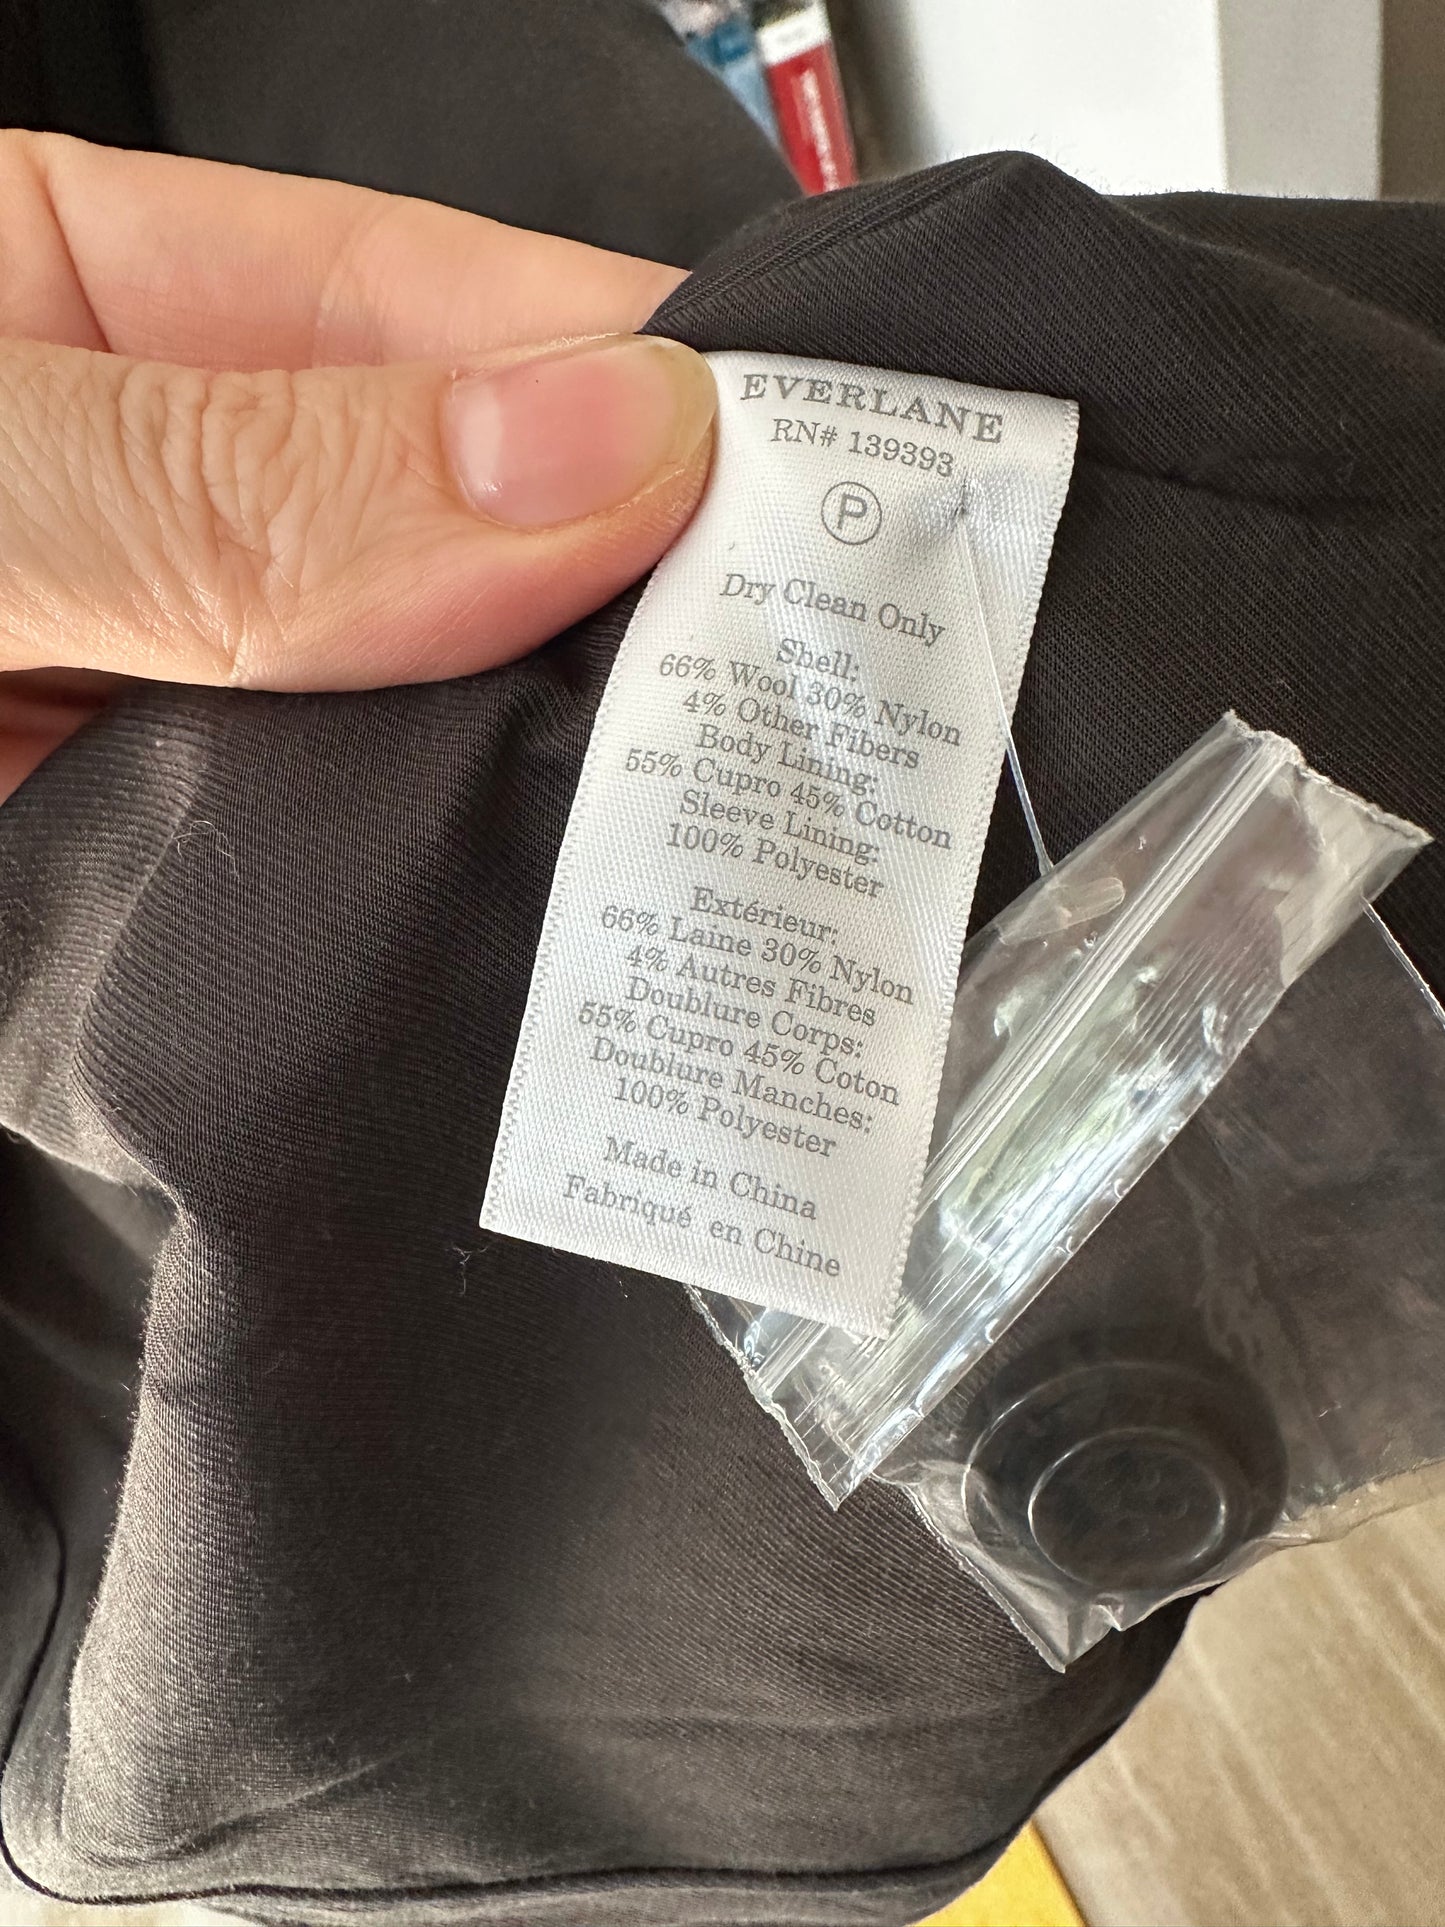 EVERLANE
RN# 139393
P
Dry Clean Only
Shell:
66% Wool 30% Nylon
4% Other Fibers
Body Lining:
55% Cupro 45% Cotton
Sleeve Lining:
100% Polyester
Extérieur:
66% Laine 30% Nylon
4% Autres Fibres
Doublure Corps:
55% Cupro 45% Coton
Doublure Manches:
100% Polyester
Made in China
Fabriqué en Chine